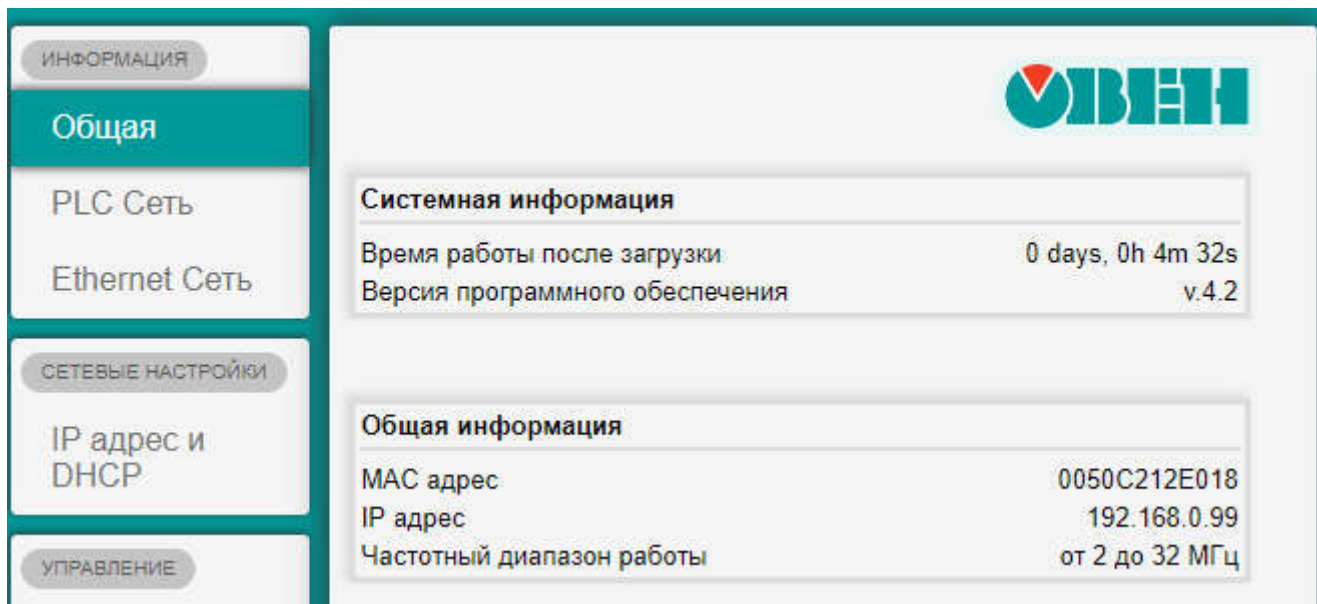 ИНФОРМАЦИЯ
Общая
PLC Сеть
Ethernet Сеть
СЕТЕВЫЕ НАСТРОЙКИ
IP адрес и
DHCP
УПРАВЛЕНИЕ
ОВЕН
Системная информация
Время работы после загрузки 0 days, 0h 4m 32s
Версия программного обеспечения v.4.2
Общая информация
MAC адрес 0050C212E018
IP адрес 192.168.0.99
Частотный диапазон работы от 2 до 32 МГц